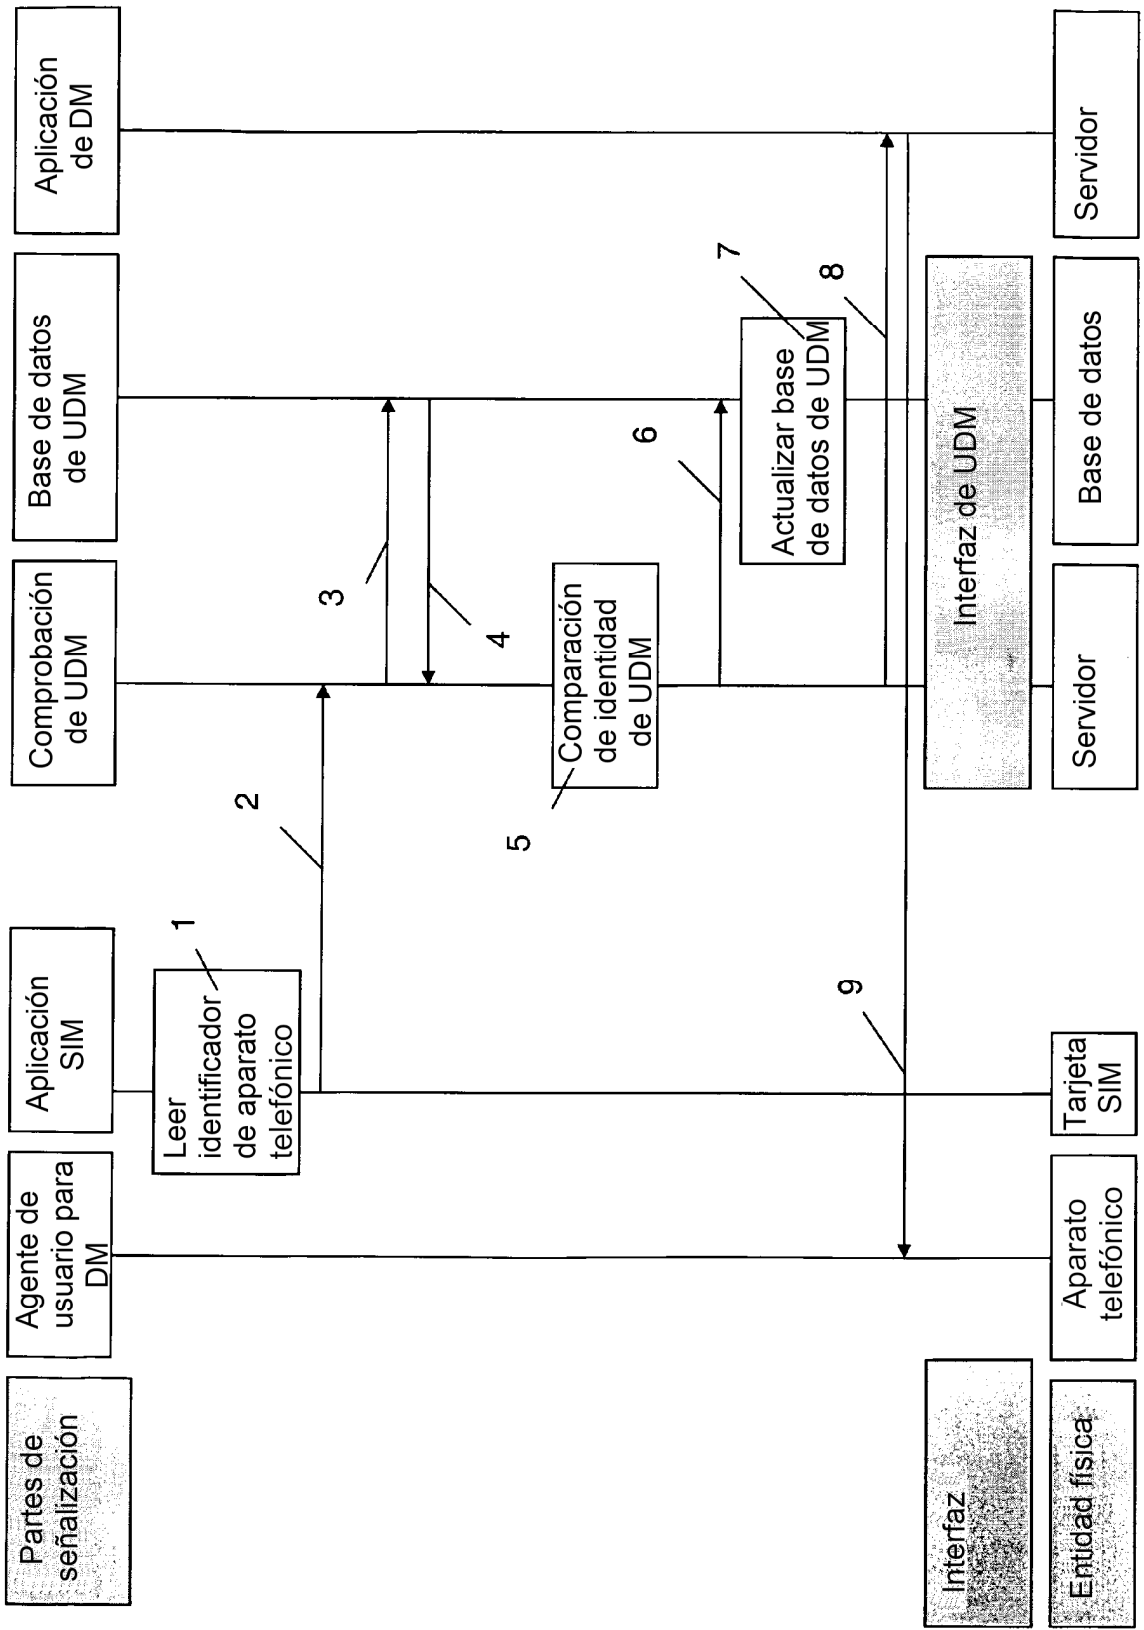 Partes de
señalización
Agente de
usuario para
DM
Aplicación
SIM
Comprobación
de UDM
Base de datos
de UDM
Aplicación
de DM
Leer
identificador
de aparato
telefónico
1
2
3
4
Comparación
de identidad
de UDM
5
6
Actualizar base
de datos de UDM
7
8
9
Interfaz
Interfaz de UDM
Entidad física
Aparato
telefónico
Tarjeta
SIM
Servidor
Base de datos
Servidor